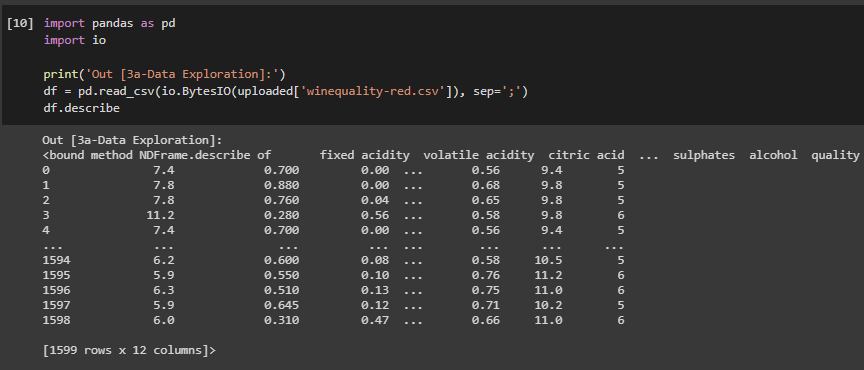 [10] import pandas as pd
import io
print('Out [3a-Data Exploration]:')
df = pd.read_csv(io.BytesIO(uploaded['winequality-red.csv']), sep=';')
df.describe
Out [3a-Data Exploration]:
<bound method NDFrame.describe of       fixed acidity  volatile acidity  citric acid  ...  sulphates  alcohol  quality
0 7.4 0.700 0.00 ... 0.56 9.4 5
1 7.8 0.880 0.00 ... 0.68 9.8 5
2 7.8 0.760 0.04 ... 0.65 9.8 5
3 11.2 0.280 0.56 ... 0.58 9.8 6
4 7.4 0.700 0.00 ... 0.56 9.4 5
... ... ... ... ... ... ... ...
1594 6.2 0.600 0.08 ... 0.58 10.5 5
1595 5.9 0.550 0.10 ... 0.76 11.2 6
1596 6.3 0.510 0.13 ... 0.75 11.0 6
1597 5.9 0.645 0.12 ... 0.71 10.2 5
1598 6.0 0.310 0.47 ... 0.66 11.0 6
[1599 rows x 12 columns]>